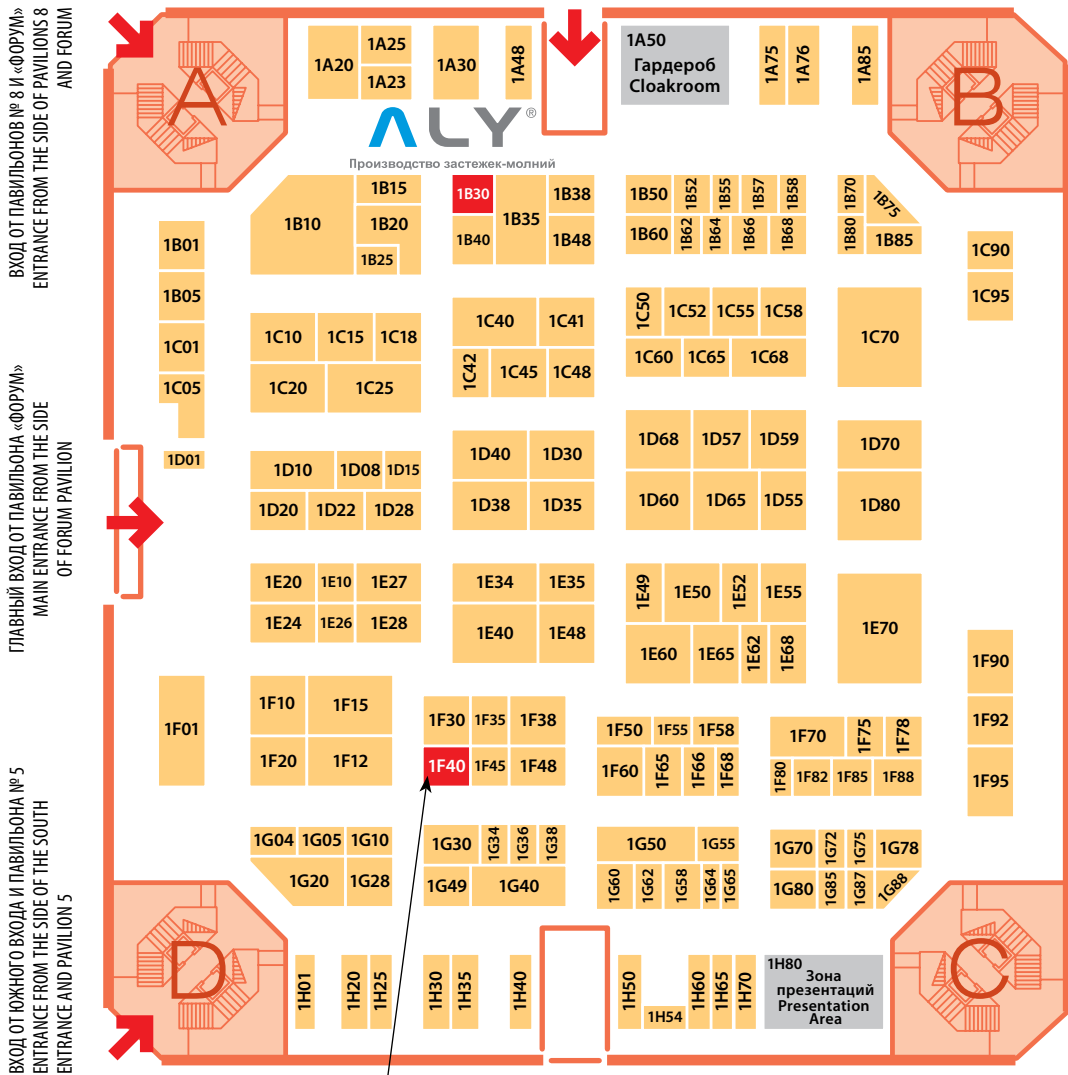 ВХОД ОТ ПАВИЛЬОНОВ № 8 И «ФОРУМ»
ENTRANCE FROM THE SIDE OF PAVILIONS 8
AND FORUM
ГЛАВНЫЙ ВХОД ОТ ПАВИЛЬОНА «ФОРУМ»
MAIN ENTRANCE FROM THE SIDE
OF FORUM PAVILION
ВХОД ОТ ЮЖНОГО ВХОДА И ПАВИЛЬОНА № 5
ENTRANCE FROM THE SIDE OF THE SOUTH
ENTRANCE AND PAVILION 5
A
B
1A20
1A25
1A23
1A30
1A48
1A50
Гардероб
Cloakroom
1A75
1A76
1A85
ALY®
Производство застежек-молний
1B01
1B05
1C01
1C05
1D01
1B10
1B15
1B20
1B25
1B30
1B40
1B35
1B38
1B48
1B50
1B52
1B55
1B57
1B58
1B60
1B62
1B64
1B66
1B68
1B70
1B75
1B80
1B85
1C90
1C95
1C10
1C15
1C18
1C20
1C25
1C40
1C41
1C42
1C45
1C48
1C50
1C52
1C55
1C58
1C60
1C65
1C68
1C70
1D10
1D08
1D15
1D20
1D22
1D28
1D40
1D30
1D38
1D35
1D68
1D57
1D59
1D60
1D65
1D55
1D70
1D80
1E20
1E10
1E27
1E24
1E26
1E28
1E34
1E35
1E40
1E48
1E49
1E50
1E52
1E55
1E60
1E65
1E62
1E68
1E70
1F01
1F10
1F15
1F20
1F12
1F30
1F35
1F38
1F40
1F45
1F48
1F50
1F55
1F58
1F60
1F65
1F66
1F68
1F70
1F75
1F78
1F80
1F82
1F85
1F88
1F90
1F92
1F95
1G04
1G05
1G10
1G20
1G28
1G30
1G34
1G36
1G38
1G49
1G40
1G50
1G55
1G60
1G62
1G58
1G64
1G65
1G70
1G72
1G75
1G78
1G80
1G85
1G87
1G88
D
C
1H01
1H20
1H25
1H30
1H35
1H40
1H50
1H54
1H60
1H65
1H70
1H80
Зона
презентаций
Presentation
Area